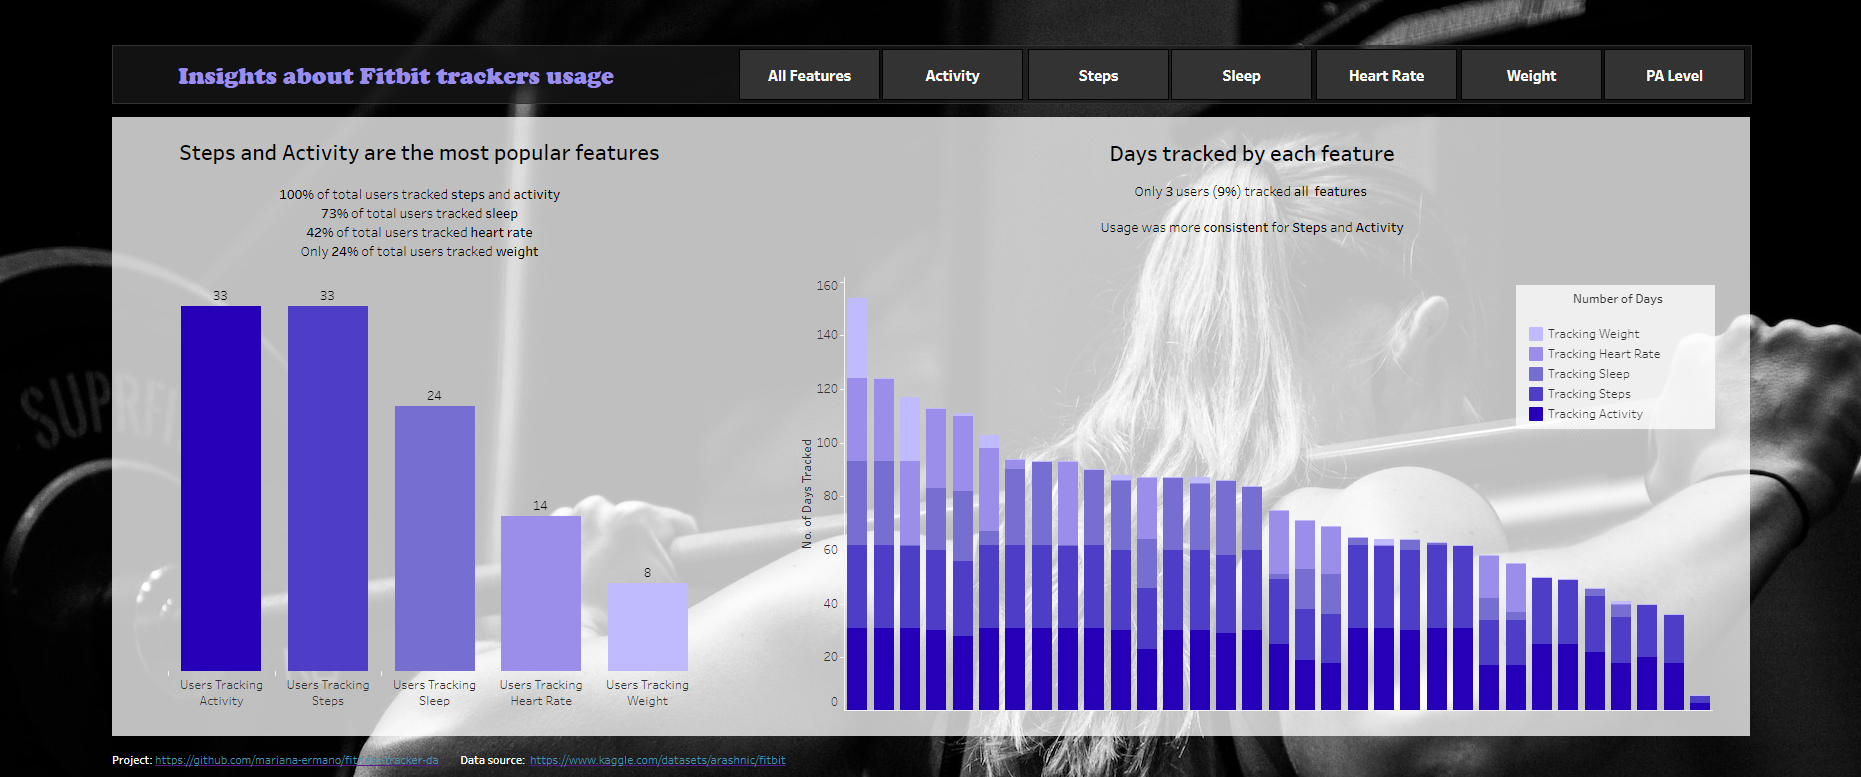 Insights about Fitbit trackers usage
All Features
Activity
Steps
Sleep
Heart Rate
Weight
PA Level
Steps and Activity are the most popular features
100% of total users tracked steps and activity
73% of total users tracked sleep
42% of total users tracked heart rate
Only 24% of total users tracked weight
33
33
24
14
8
Users Tracking
Activity
Users Tracking
Steps
Users Tracking
Sleep
Users Tracking
Heart Rate
Users Tracking
Weight
Days tracked by each feature
Only 3 users (9%) tracked all features
Usage was more consistent for Steps and Activity
No. of Days Tracked
160
140
120
100
80
60
40
20
0
Number of Days
Tracking Weight
Tracking Heart Rate
Tracking Sleep
Tracking Steps
Tracking Activity
Project: https://github.com/mariana-ermano/fitness-tracker-da
Data source: https://www.kaggle.com/datasets/arashnic/fitbit